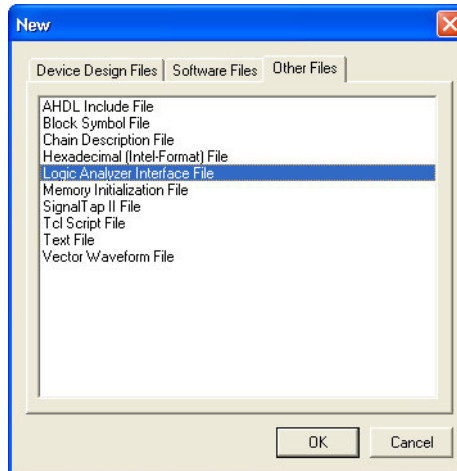 New
Device Design Files Software Files Other Files
AHDL Include File
Block Symbol File
Chain Description File
Hexadecimal (Intel-Format) File
Logic Analyzer Interface File
Memory Initialization File
SignalTap II File
Tcl Script File
Text File
Vector Waveform File
OK Cancel